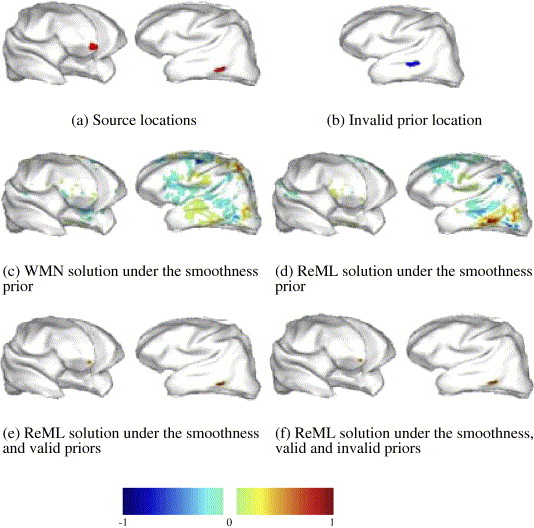 (a) Source locations
(b) Invalid prior location
(c) WMN solution under the smoothness
prior
(d) ReML solution under the smoothness
prior
(e) ReML solution under the smoothness
and valid priors
(f) ReML solution under the smoothness,
valid and invalid priors
-1 0 1